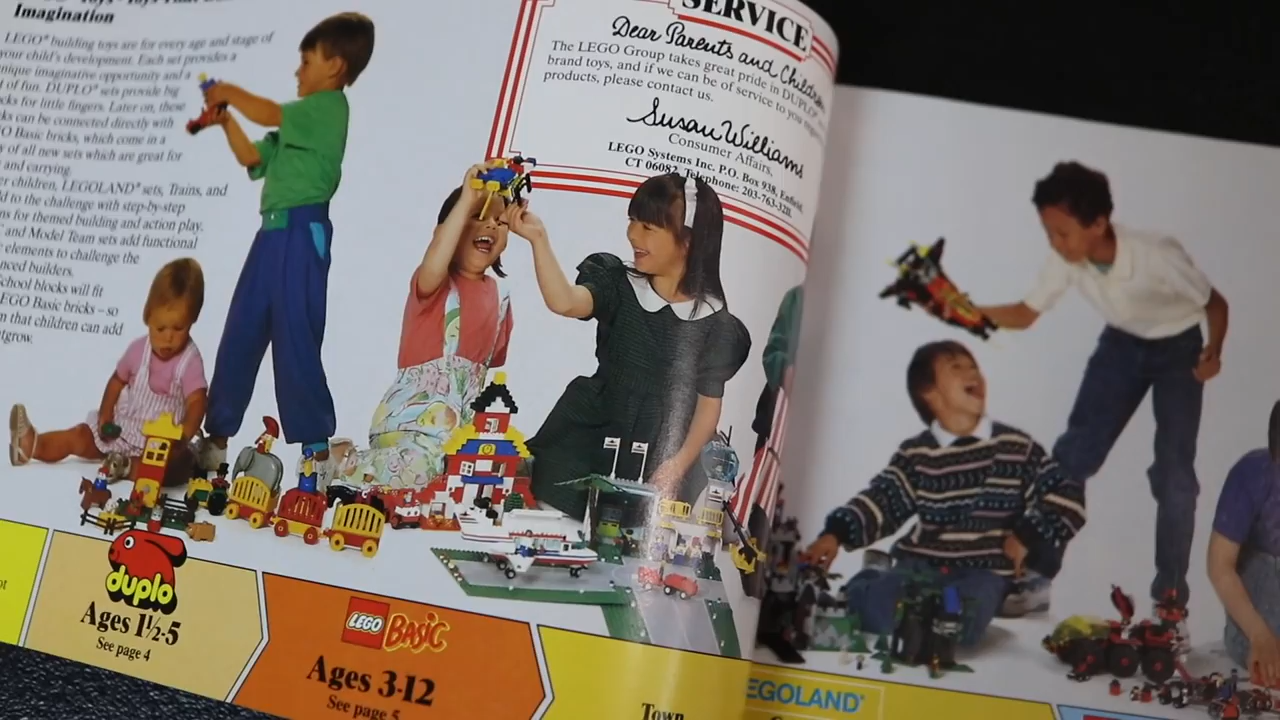 Imagination
LEGO® building toys are for every age and stage of
your child's development. Each set provides a
unique imaginative opportunity and a
of fun. DUPLO® sets provide big
for little fingers. Later on, these
can be connected directly with
Basic bricks, which come in a
of all new sets which are great for
and carrying.
children, LEGOLAND® sets, Trains, and
to the challenge with step-by-step
for themed building and action play.
and Model Team sets add functional
elements to challenge the
builders.
blocks will fit
LEGO Basic bricks – so
that children can add
SERVICE
Dear Parents and Children
The LEGO Group takes great pride in DUPLO®
brand toys, and if we can be of service to you
products, please contact us.
Susan Williams
Consumer Affairs,
LEGO Systems Inc. P.O. Box 938, Enfield,
CT 06082. Telephone: 203-763-
duplo
Ages 1½-5
See page 4
LEGO BASIC
Ages 3-12
See page 5
Town
EGOLAND®